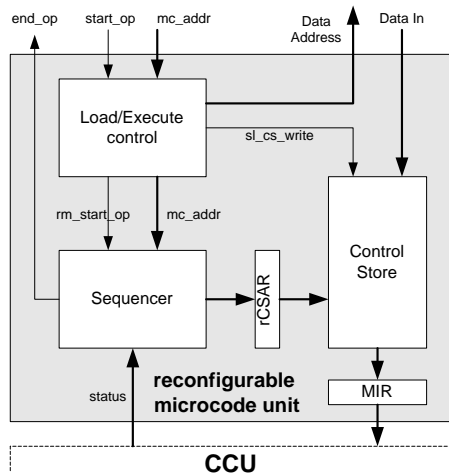 end_op
start_op
mc_addr
Data
Address
Data In
Load/Execute
control
sl_cs_write
rm_start_op
mc_addr
Control
Store
Sequencer
rCSAR
reconfigurable
microcode unit
MIR
status
CCU